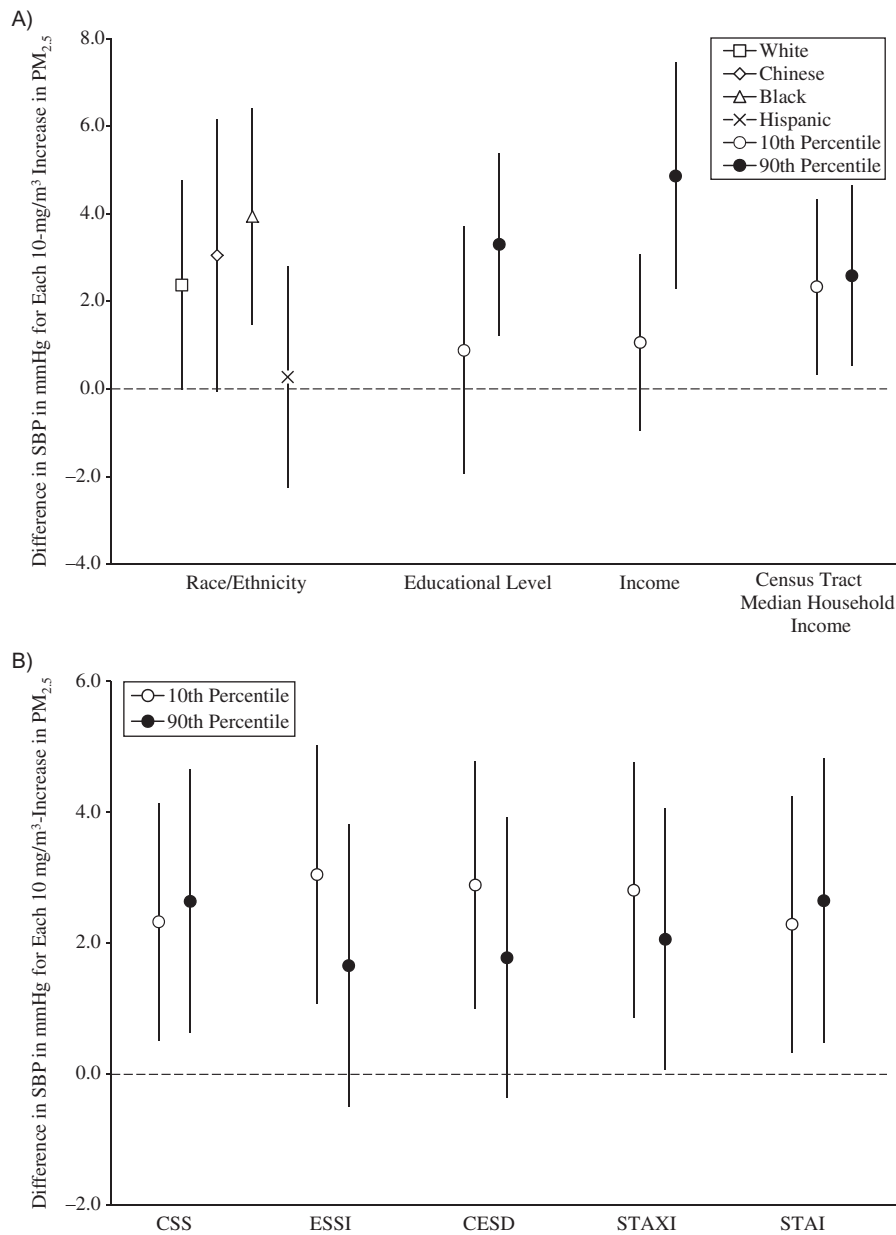 A)
Difference in SBP in mmHg for Each 10-mg/m³ Increase in PM₂.₅
8.0
6.0
4.0
2.0
0.0
–2.0
–4.0
White
Chinese
Black
Hispanic
10th Percentile
90th Percentile
Race/Ethnicity
Educational Level
Income
Census Tract
Median Household
Income
B)
Difference in SBP in mmHg for Each 10 mg/m³-Increase in PM₂.₅
6.0
4.0
2.0
0.0
–2.0
10th Percentile
90th Percentile
CSS
ESSI
CESD
STAXI
STAI